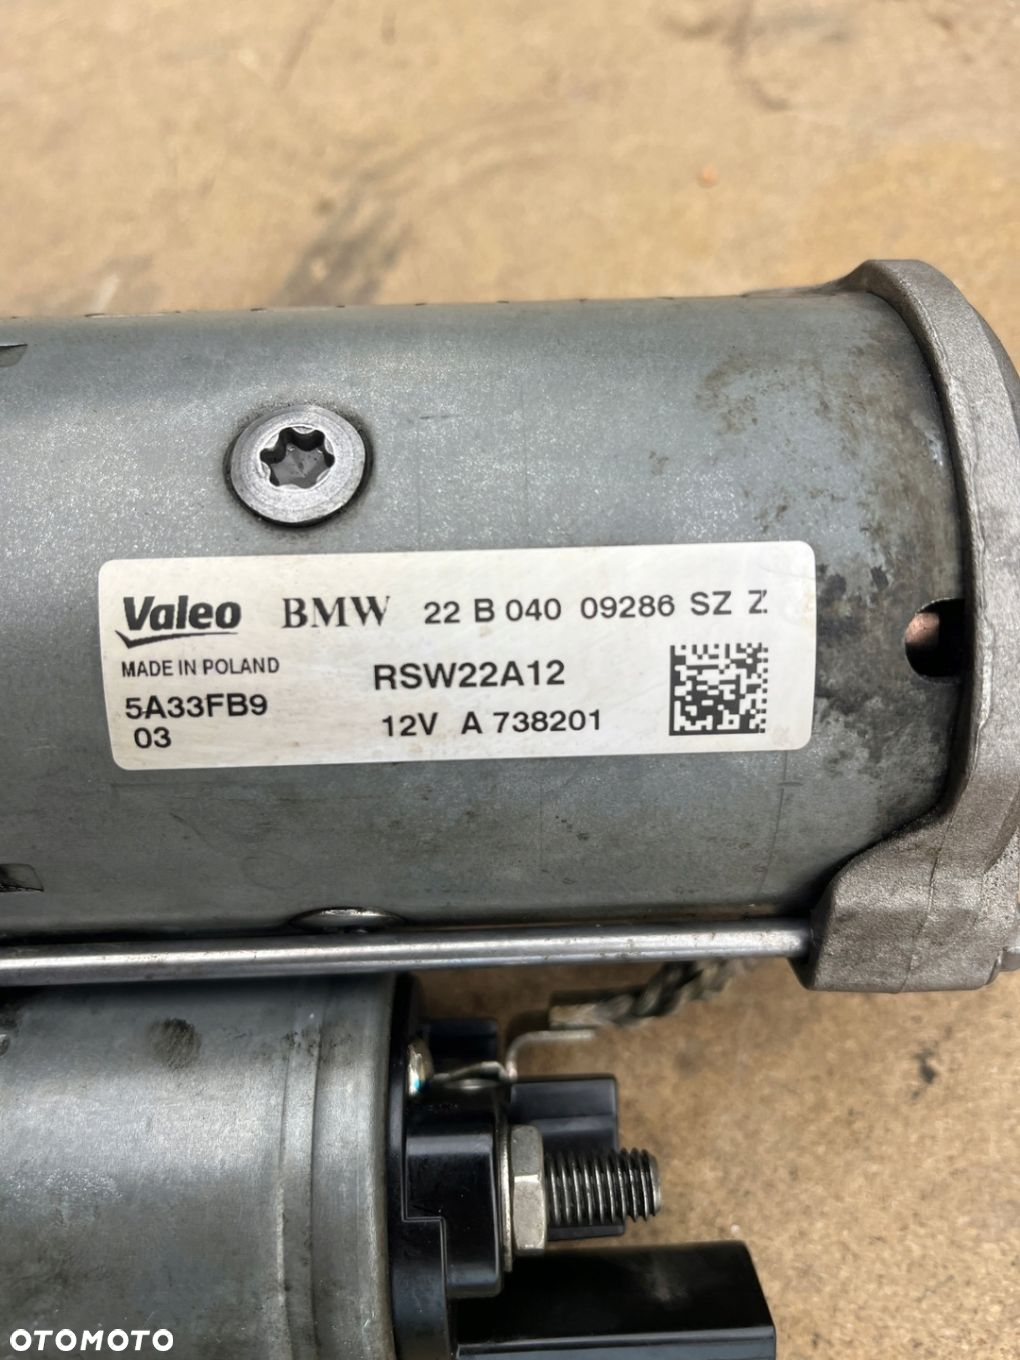 Valeo BMW 22 B 040 09286 SZ Z.
MADE IN POLAND RSW22A12
5A33FB9 12V A 738201
03
OTOMOTO